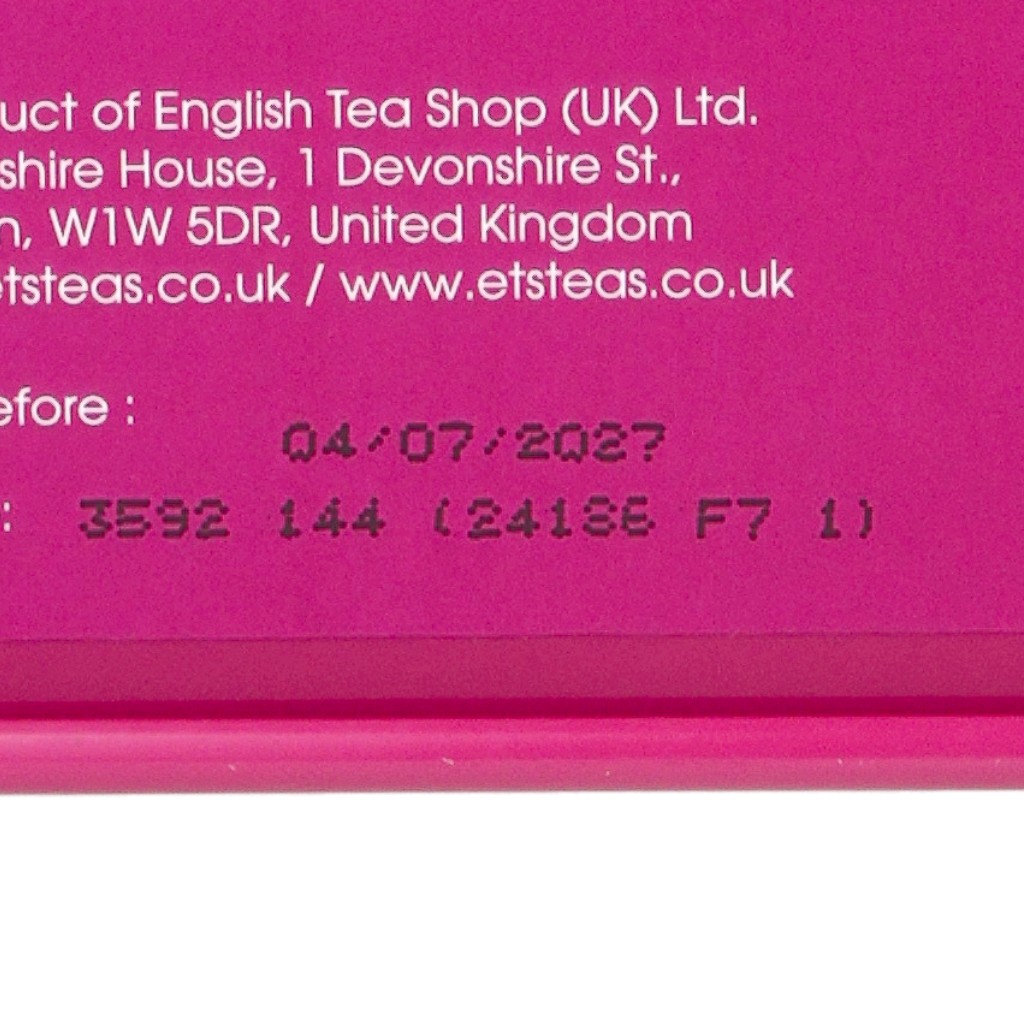 uct of English Tea Shop (UK) Ltd.
shire House, 1 Devonshire St.,
n, W1W 5DR, United Kingdom
etsteas.co.uk / www.etsteas.co.uk
efore :
04/07/2027
: 3592 144 (24186 F7 1)